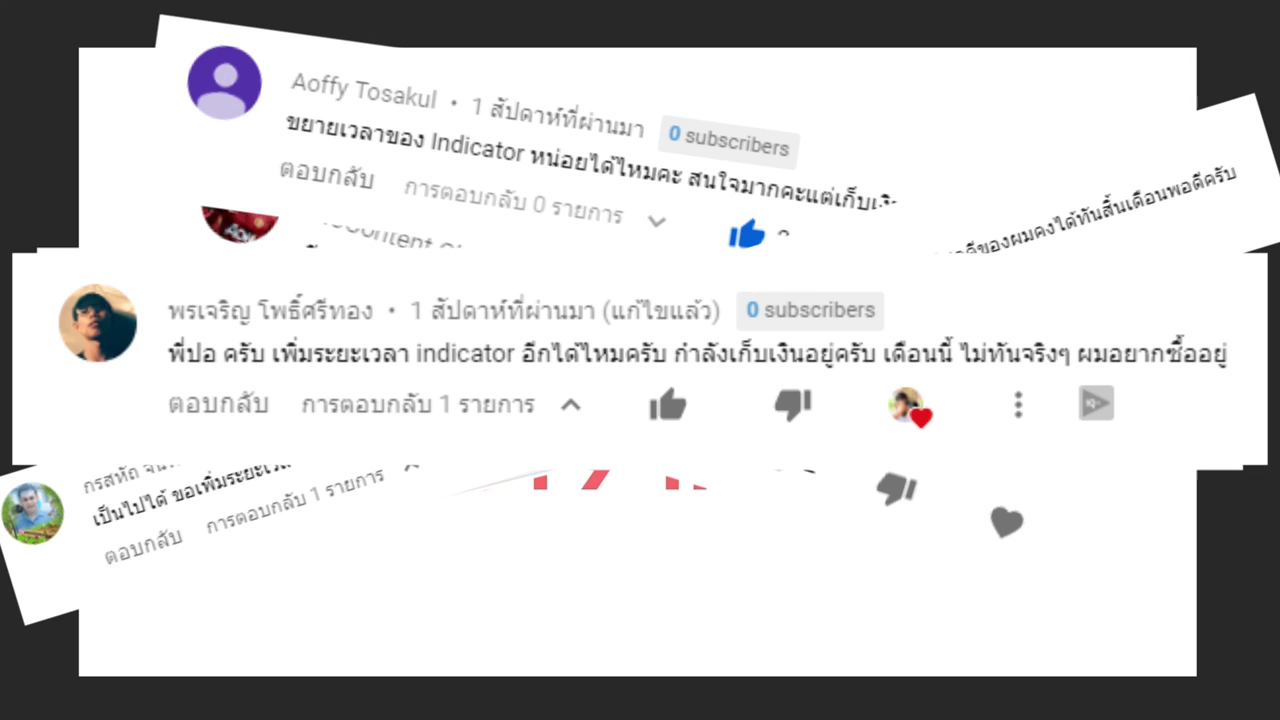 Aoffy Tosakul • 1 สัปดาห์ที่ผ่านมา 0 subscribers
ขยายเวลาของ Indicator หน่อยได้ไหมคะ สนใจมากคะแต่เก็บเงิ
ตอบกลับ การตอบกลับ 0 รายการ
ของผมคงได้ทันสิ้นเดือนพอดีครับ
พรเจริญ โพธิ์ศรีทอง • 1 สัปดาห์ที่ผ่านมา (แก้ไขแล้ว) 0 subscribers
พี่ปอ ครับ เพิ่มระยะเวลา indicator อีกได้ไหมครับ กำลังเก็บเงินอยู่ครับ เดือนนี้ ไม่ทันจริงๆ ผมอยากซื้ออยู่
ตอบกลับ การตอบกลับ 1 รายการ
กรสหัถ
เป็นไปได้ ขอเพิ่มระยะเวล
ตอบกลับ การตอบกลับ 1 รายการ